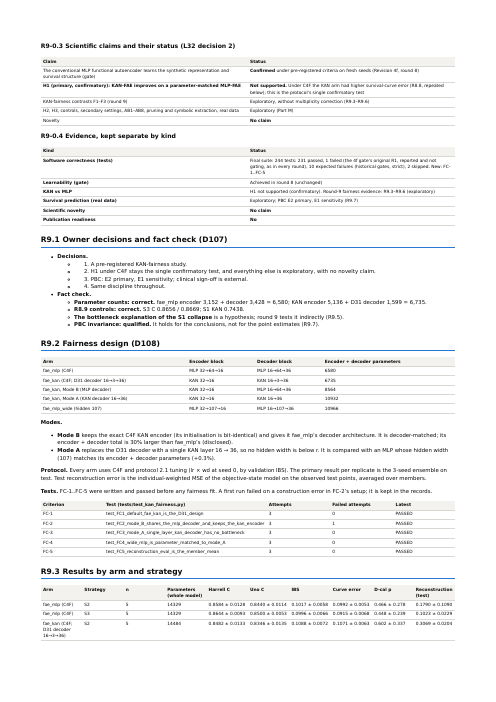 R9-0.3 Scientific claims and their status (L32 decision 2)
Claim Status
The conventional MLP functional autoencoder learns the synthetic representation and survival structure (gate) Confirmed under pre-registered criteria on fresh seeds (Revision 4f, round 8)
H1 (primary, confirmatory): KAN-FAE improves on a parameter-matched MLP-FAE Not supported. Under C4F the KAN arm had higher survival-curve error (R8.8, repeated below); this is the protocol's single confirmatory test
KAN-fairness contrasts F1–F3 (round 9) Exploratory, without multiplicity correction (R9.3–R9.6)
H2, H3, controls, secondary settings, AB1–AB8, pruning and symbolic extraction, real data Exploratory (Part M)
Novelty No claim
R9-0.4 Evidence, kept separate by kind
Kind Status
Software correctness (tests) Final suite: 244 tests: 231 passed, 1 failed (the 4f gate's original R1, reported and not gating, as in every round), 10 expected failures (historical gates, strict), 2 skipped. New: FC-1..FC-5
Learnability (gate) Achieved in round 8 (unchanged)
KAN vs MLP H1 not supported (confirmatory). Round-9 fairness evidence: R9.3–R9.6 (exploratory)
Survival prediction (real data) Exploratory; PBC E2 primary, E1 sensitivity (R9.7)
Scientific novelty No claim
Publication readiness No
R9.1 Owner decisions and fact check (D107)
• Decisions.
1. A pre-registered KAN-fairness study.
2. H1 under C4F stays the single confirmatory test, and everything else is exploratory, with no novelty claim.
3. PBC: E2 primary, E1 sensitivity; clinical sign-off is external.
4. Same discipline throughout.
• Fact check.
Parameter counts: correct. fae_mlp encoder 3,152 + decoder 3,428 = 6,580; KAN encoder 5,136 + D31 decoder 1,599 = 6,735.
R8.9 controls: correct. S3 C 0.8656 / 0.8669; S1 KAN 0.7438.
The bottleneck explanation of the S1 collapse is a hypothesis; round 9 tests it indirectly (R9.5).
PBC invariance: qualified. It holds for the conclusions, not for the point estimates (R9.7).
R9.2 Fairness design (D108)
Arm Encoder block Decoder block Encoder + decoder parameters
fae_mlp (C4F) MLP 32→64→16 MLP 16→64→36 6580
fae_kan (C4F; D31 decoder 16→3→36) KAN 32→16 KAN 16→3→36 6735
fae_kan, Mode B (MLP decoder) KAN 32→16 MLP 16→64→36 8564
fae_kan, Mode A (KAN decoder 16→36) KAN 32→16 KAN 16→36 10932
fae_mlp_wide (hidden 107) MLP 32→107→16 MLP 16→107→36 10966
Modes.
• Mode B keeps the exact C4F KAN encoder (its initialisation is bit-identical) and gives it fae_mlp's decoder architecture. It is decoder-matched; its encoder + decoder total is 30% larger than fae_mlp's (disclosed).
• Mode A replaces the D31 decoder with a single KAN layer 16 → 36, so no hidden width is below r. It is compared with an MLP whose hidden width (107) matches its encoder + decoder parameters (+0.3%).
Protocol. Every arm uses C4F and protocol 2.1 tuning (lr × wd at seed 0, by validation IBS). The primary result per replicate is the 3-seed ensemble on test. Test reconstruction error is the individual-weighted MSE of the objective-state model on the observed test points, averaged over members.
Tests. FC-1..FC-5 were written and passed before any fairness fit. A first run failed on a construction error in FC-2's setup; it is kept in the records.
Criterion Test (tests/test_kan_fairness.py) Attempts Failed attempts Latest
FC-1 test_FC1_default_fae_kan_is_the_D31_design 3 0 PASSED
FC-2 test_FC2_mode_B_shares_the_mlp_decoder_and_keeps_the_kan_encoder 3 1 PASSED
FC-3 test_FC3_mode_A_single_layer_kan_decoder_has_no_bottleneck 3 0 PASSED
FC-4 test_FC4_wide_mlp_is_parameter_matched_to_mode_A 3 0 PASSED
FC-5 test_FC5_reconstruction_eval_is_the_member_mean 3 0 PASSED
R9.3 Results by arm and strategy
Arm Strategy n Parameters (whole model) Harrell C Uno C IBS Curve error D-cal p Reconstruction (test)
fae_mlp (C4F) S2 5 14329 0.8584 ± 0.0128 0.8440 ± 0.0114 0.1017 ± 0.0058 0.0992 ± 0.0053 0.466 ± 0.278 0.1790 ± 0.1090
fae_mlp (C4F) S3 5 14329 0.8644 ± 0.0093 0.8509 ± 0.0053 0.0996 ± 0.0066 0.0915 ± 0.0068 0.448 ± 0.239 0.1023 ± 0.0229
fae_kan (C4F; D31 decoder 16→3→36) S2 5 14484 0.8482 ± 0.0133 0.8346 ± 0.0135 0.1088 ± 0.0072 0.1071 ± 0.0063 0.602 ± 0.337 0.3069 ± 0.0204